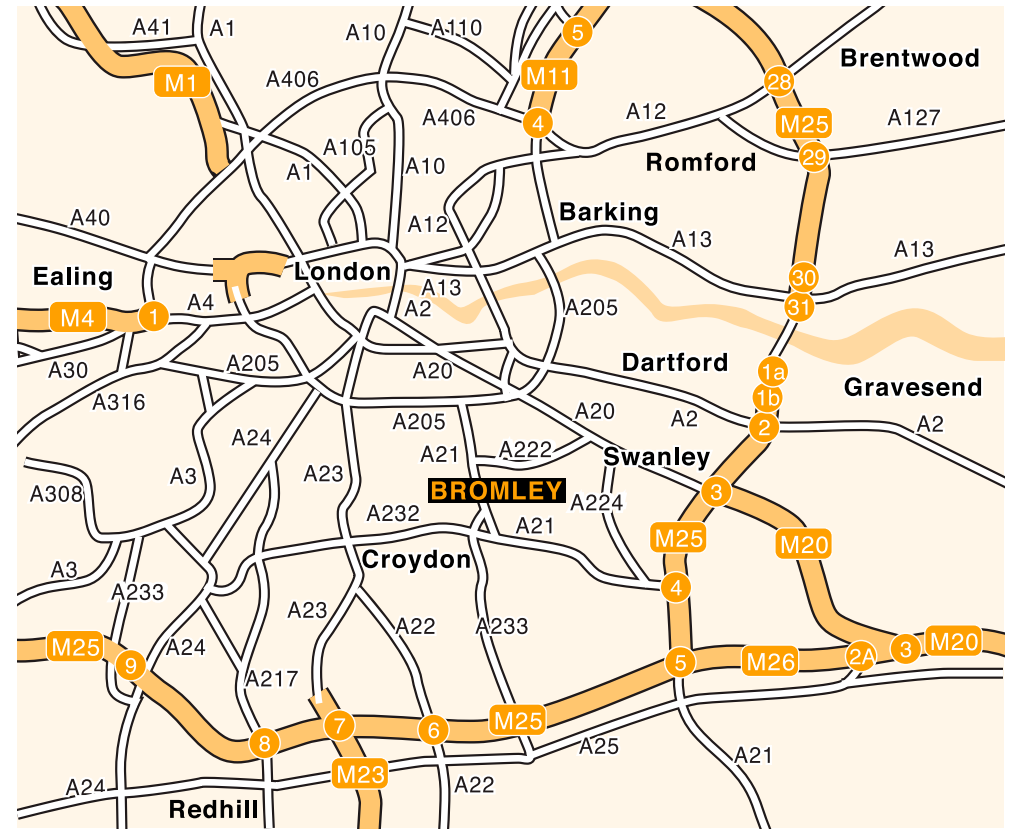 A41
A1
A10
A110
5
Brentwood
M1
A406
M11
28
A406
4
A12
M25
A127
A105
A1
A10
29
Romford
A40
A12
Barking
A13
A13
Ealing
London
30
A13
A4
A2
A205
31
M4
1
A30
A205
A20
Dartford
1a
Gravesend
1b
A316
A20
A205
A2
2
A2
A24
A21
A222
Swanley
A3
A23
A308
BROMLEY
A224
3
A232
A21
M25
M20
Croydon
A3
A233
4
A23
A22
A233
M25
A24
9
5
M26
2A
3
M20
A217
7
6
M25
8
A25
A21
M23
A24
A22
Redhill